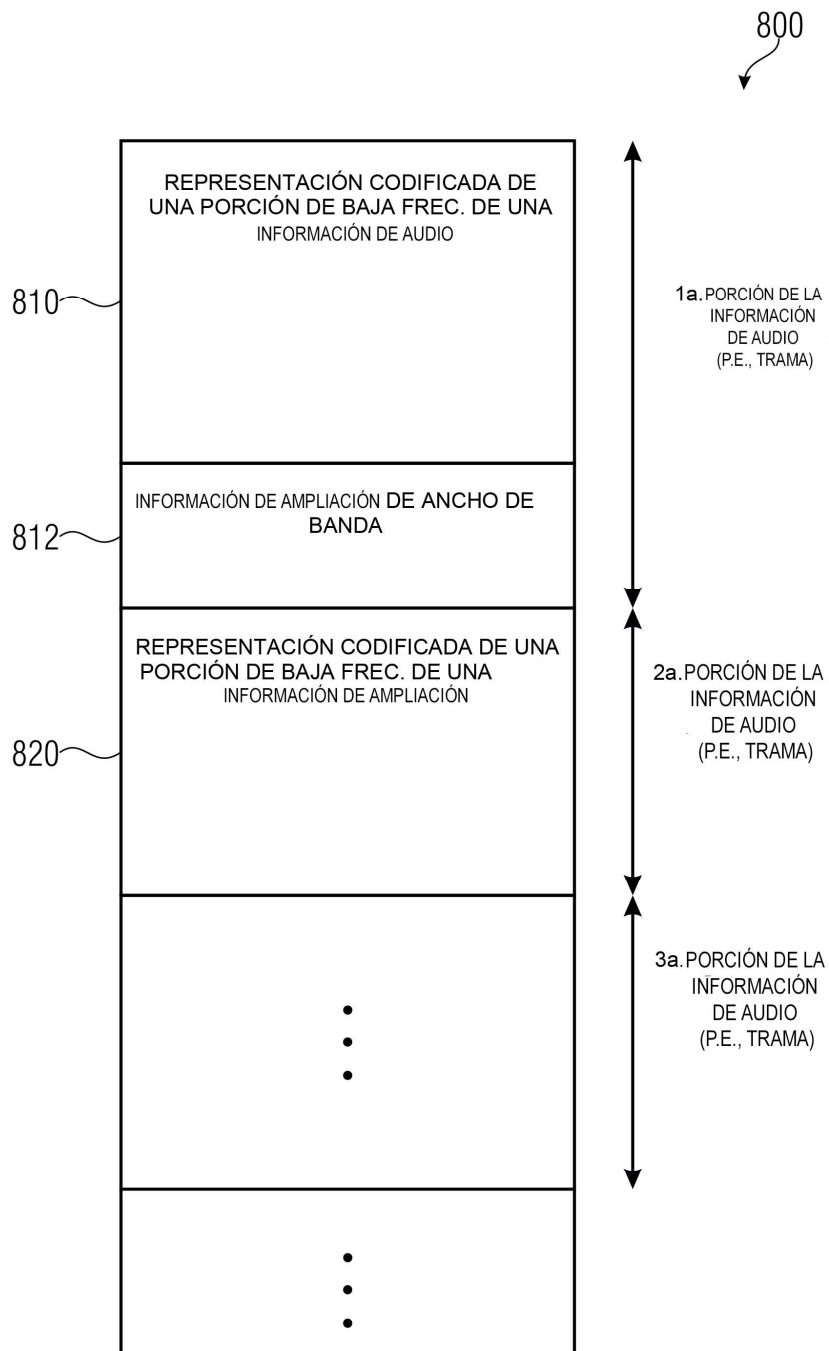 800
REPRESENTACIÓN CODIFICADA DE
UNA PORCIÓN DE BAJA FREC. DE UNA
INFORMACIÓN DE AUDIO
810
1a.PORCIÓN DE LA
INFORMACIÓN
DE AUDIO
(P.E., TRAMA)
INFORMACIÓN DE AMPLIACIÓN DE ANCHO DE
BANDA
812
REPRESENTACIÓN CODIFICADA DE UNA
PORCIÓN DE BAJA FREC. DE UNA
INFORMACIÓN DE AMPLIACIÓN
820
2a.PORCIÓN DE LA
INFORMACIÓN
DE AUDIO
(P.E., TRAMA)
3a.PORCIÓN DE LA
INFORMACIÓN
DE AUDIO
(P.E., TRAMA)